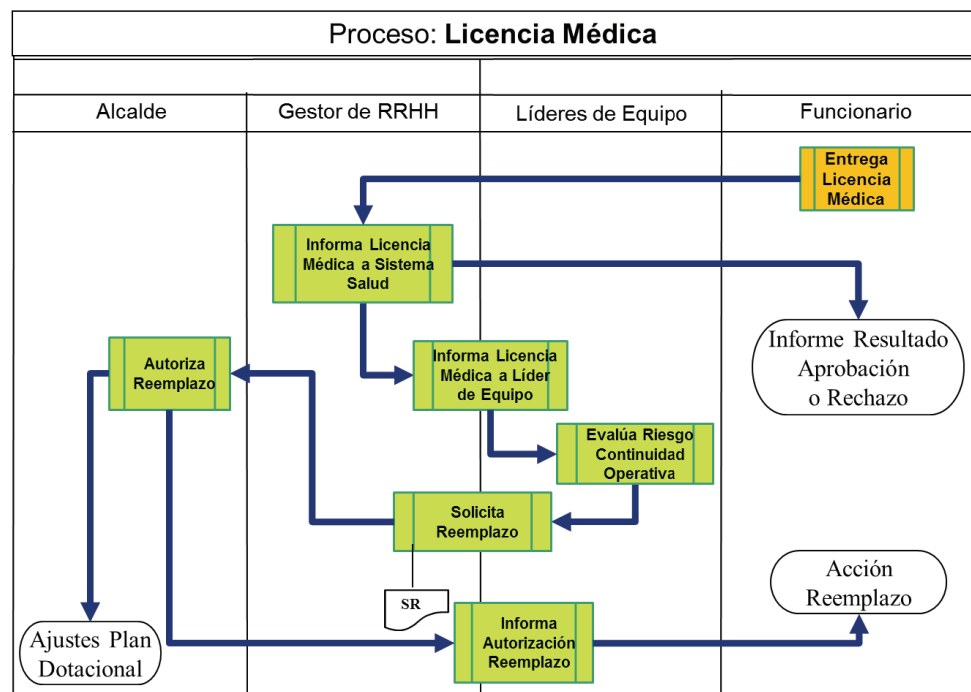 Proceso: Licencia Médica
Alcalde
Gestor de RRHH
Líderes de Equipo
Funcionario
Entrega
Licencia
Médica
Informa Licencia
Médica a Sistema
Salud
Informe Resultado
Aprobación
o Rechazo
Autoriza
Reemplazo
Informa Licencia
Médica a Líder
de Equipo
Evalúa Riesgo
Continuidad
Operativa
Solicita
Reemplazo
SR
Acción
Reemplazo
Informa
Autorización
Reemplazo
Ajustes Plan
Dotacional